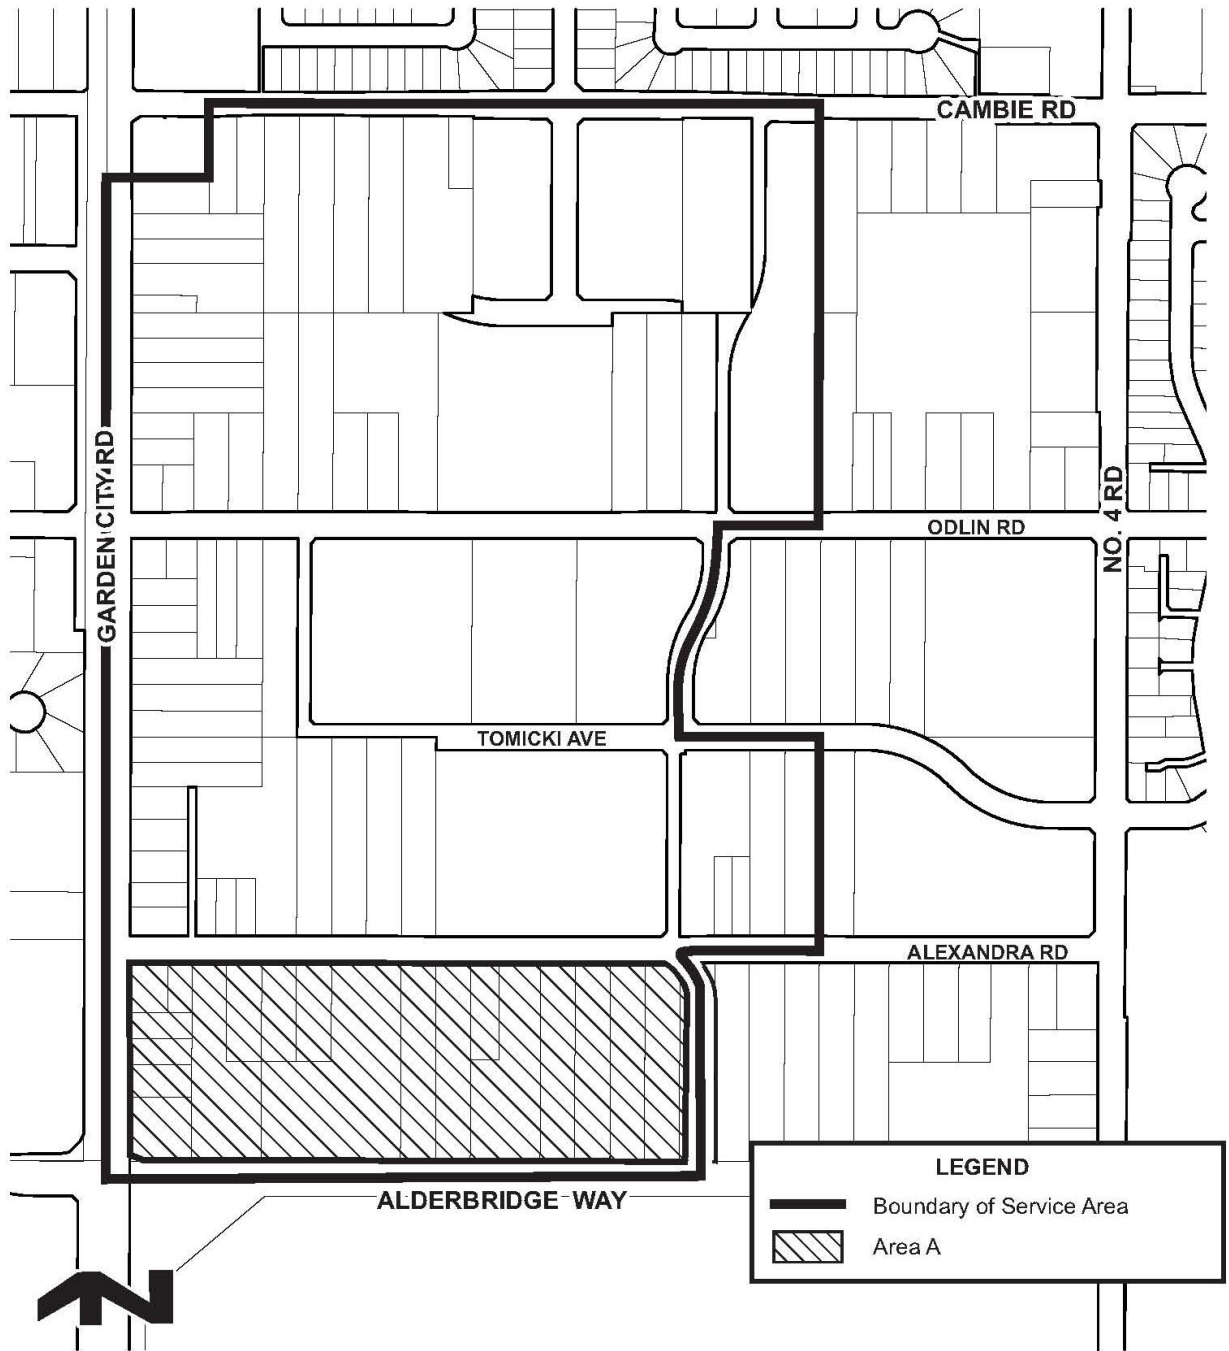 CAMBIE RD
GARDEN CITY RD
NO. 4 RD
ODLIN RD
TOMICKI AVE
ALEXANDRA RD
ALDERBRIDGE WAY
LEGEND
Boundary of Service Area
Area A
N